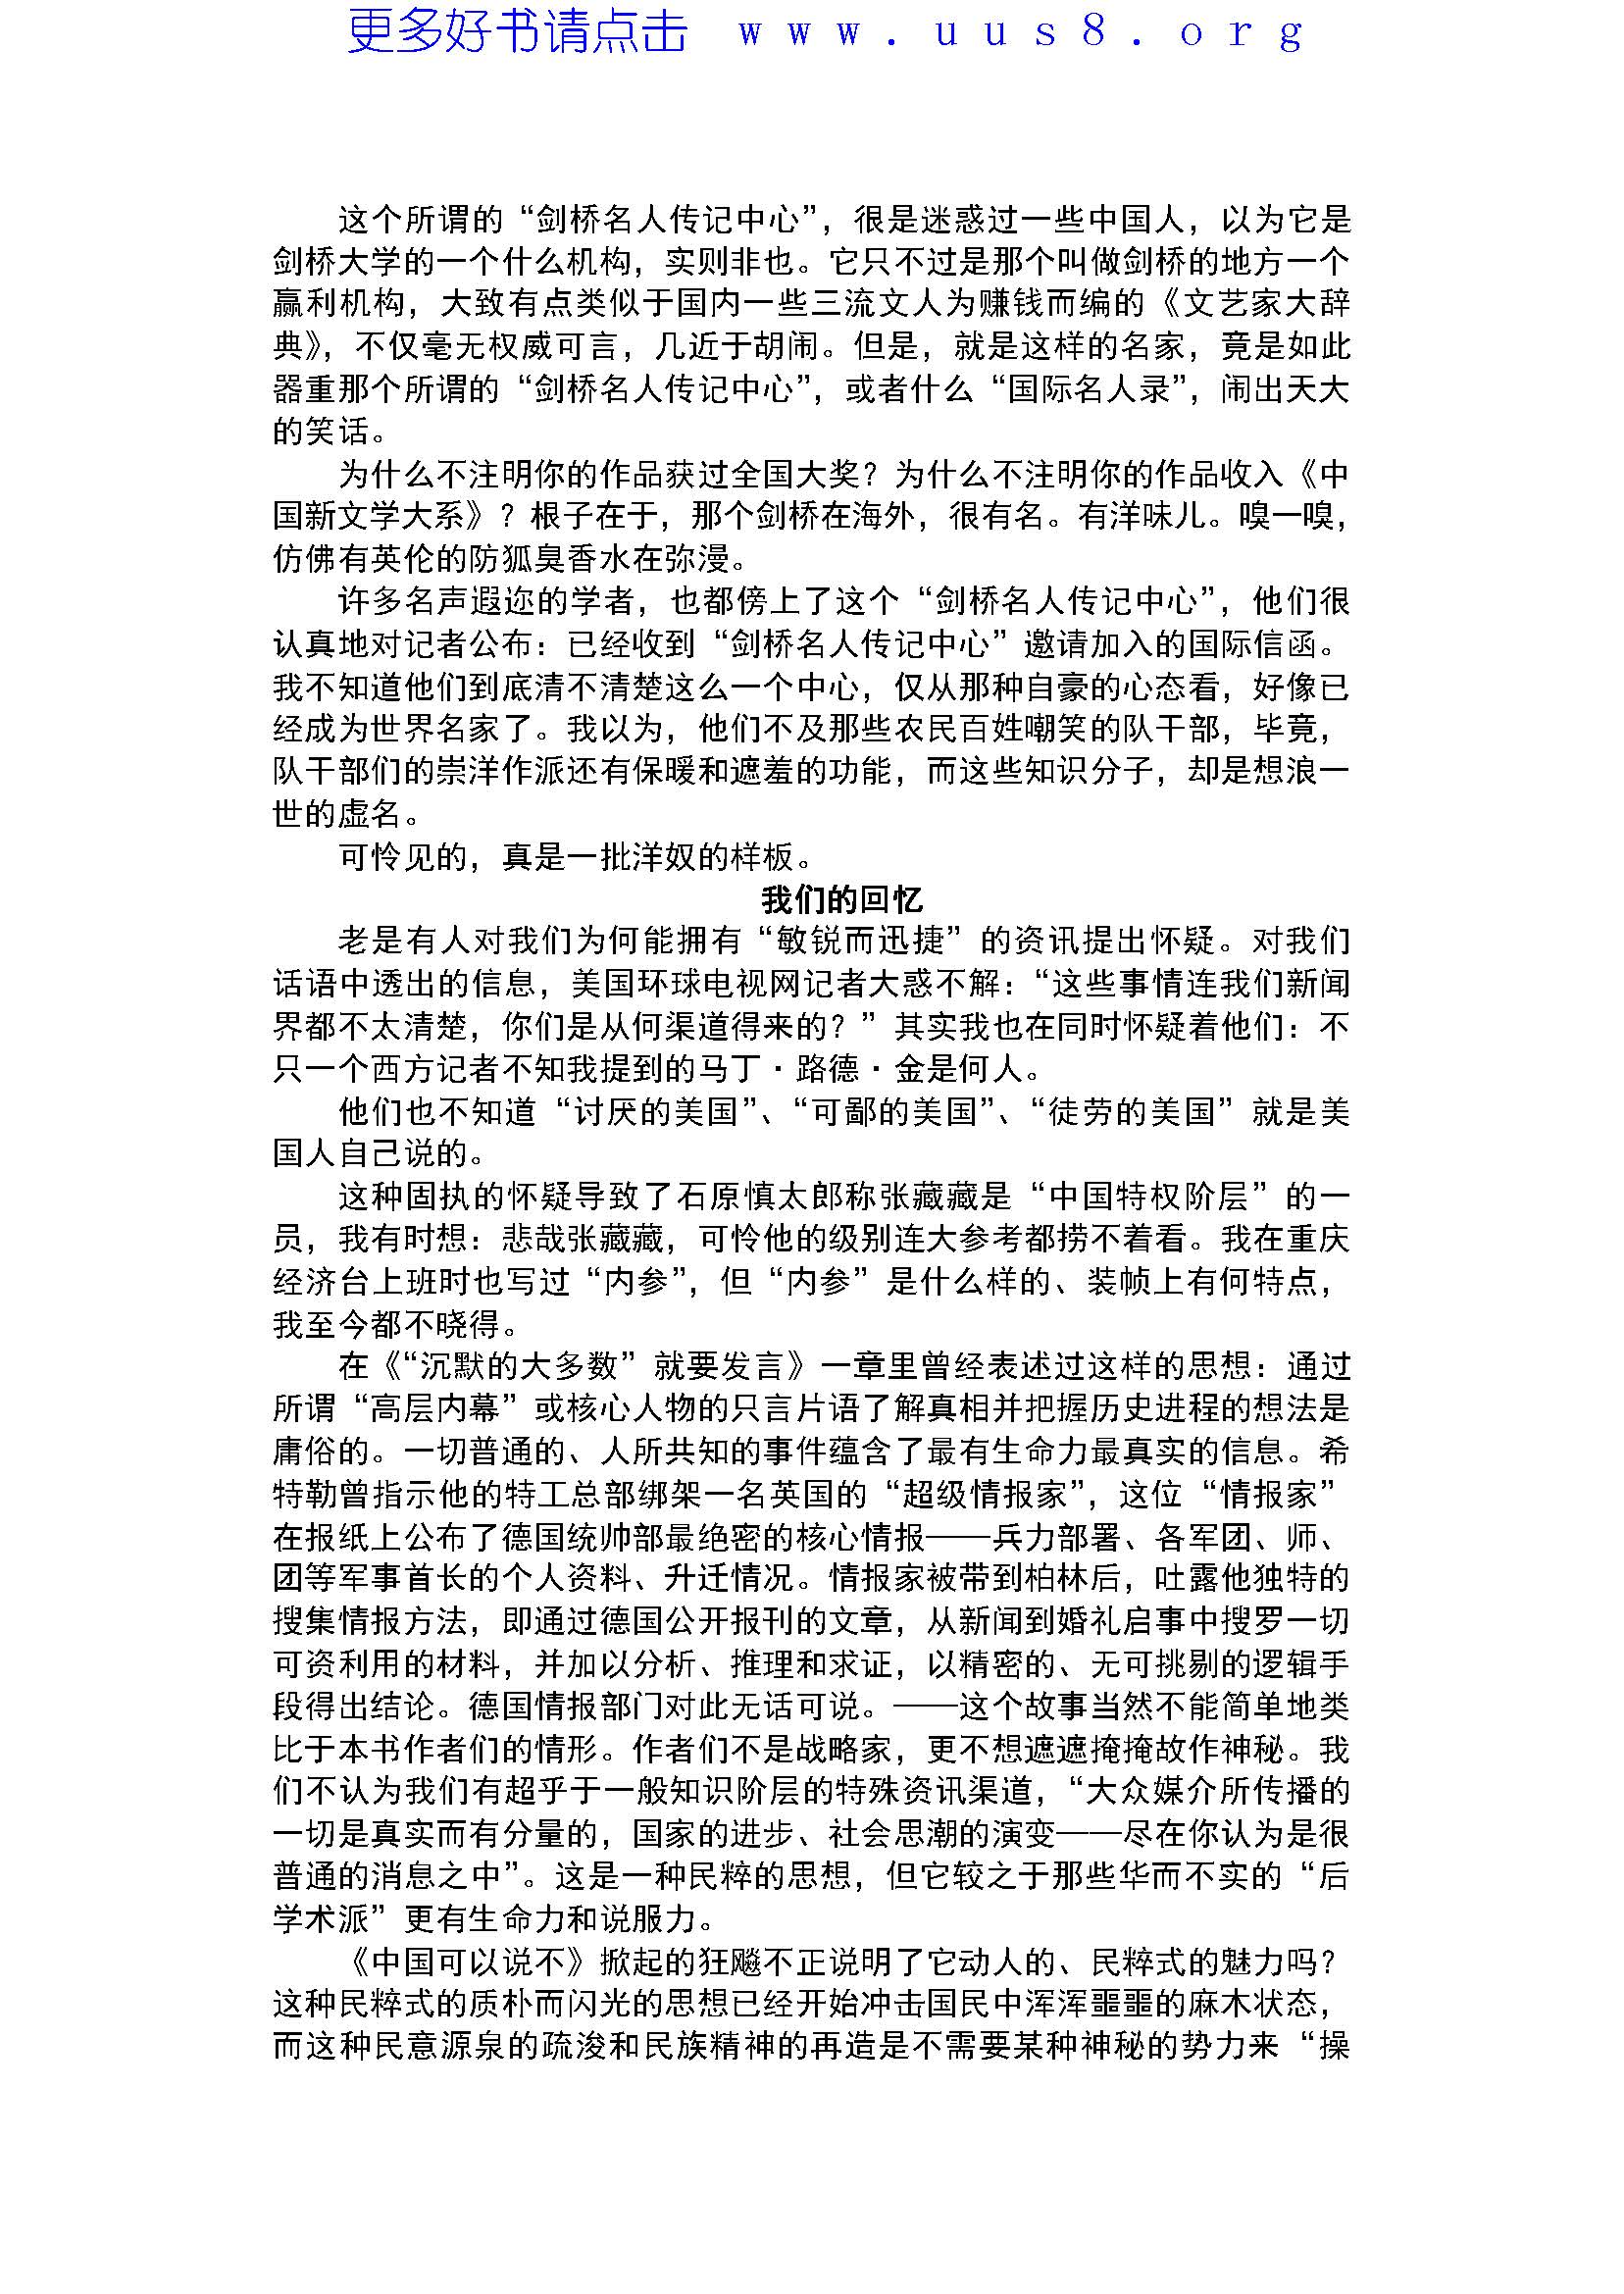 更多好书请点击 www.uus8.org
这个所谓的“剑桥名人传记中心”，很是迷惑过一些中国人，以为它是
剑桥大学的一个什么机构，实则非也。它只不过是那个叫做剑桥的地方一个
赢利机构，大致有点类似于国内一些三流文人为赚钱而编的《文艺家大辞
典》，不仅毫无权威可言，几近于胡闹。但是，就是这样的名家，竟是如此
器重那个所谓的“剑桥名人传记中心”，或者什么“国际名人录”，闹出天大
的笑话。
为什么不注明你的作品获过全国大奖？为什么不注明你的作品收入《中
国新文学大系》？根子在于，那个剑桥在海外，很有名。有洋味儿。嗅一嗅，
仿佛有英伦的防狐臭香水在弥漫。
许多名声遐迩的学者，也都傍上了这个“剑桥名人传记中心”，他们很
认真地对记者公布：已经收到“剑桥名人传记中心”邀请加入的国际信函。
我不知道他们到底清不清楚这么一个中心，仅从那种自豪的心态看，好像已
经成为世界名家了。我以为，他们不及那些农民百姓嘲笑的队干部，毕竟，
队干部们的崇洋作派还有保暖和遮羞的功能，而这些知识分子，却是想浪一
世的虚名。
可怜见的，真是一批洋奴的样板。
我们的回忆
老是有人对我们为何能拥有“敏锐而迅捷”的资讯提出怀疑。对我们
话语中透出的信息，美国环球电视网记者大惑不解：“这些事情连我们新闻
界都不太清楚，你们是从何渠道得来的？”其实我也在同时怀疑着他们：不
只一个西方记者不知我提到的马丁·路德·金是何人。
他们也不知道“讨厌的美国”、“可鄙的美国”、“徒劳的美国”就是美
国人自己说的。
这种固执的怀疑导致了石原慎太郎称张藏藏是“中国特权阶层”的一
员，我有时想：悲哉张藏藏，可怜他的级别连大参考都捞不着看。我在重庆
经济台上班时也写过“内参”，但“内参”是什么样的、装帧上有何特点，
我至今都不晓得。
在《“沉默的大多数”就要发言》一章里曾经表述过这样的思想：通过
所谓“高层内幕”或核心人物的只言片语了解真相并把握历史进程的想法是
庸俗的。一切普通的、人所共知的事件蕴含了最有生命力最真实的信息。希
特勒曾指示他的特工总部绑架一名英国的“超级情报家”，这位“情报家”
在报纸上公布了德国统帅部最绝密的核心情报——兵力部署、各军团、师、
团等军事首长的个人资料、升迁情况。情报家被带到柏林后，吐露他独特的
搜集情报方法，即通过德国公开报刊的文章，从新闻到婚礼启事中搜罗一切
可资利用的材料，并加以分析、推理和求证，以精密的、无可挑剔的逻辑手
段得出结论。德国情报部门对此无话可说。——这个故事当然不能简单地类
比于本书作者们的情形。作者们不是战略家，更不想遮遮掩掩故作神秘。我
们不认为我们有超乎于一般知识阶层的特殊资讯渠道，“大众媒介所传播的
一切是真实而有分量的，国家的进步、社会思潮的演变——尽在你认为是很
普通的消息之中”。这是一种民粹的思想，但它较之于那些华而不实的“后
学术派”更有生命力和说服力。
《中国可以说不》掀起的狂飚不正说明了它动人的、民粹式的魅力吗？
这种民粹式的质朴而闪光的思想已经开始冲击国民中浑浑噩噩的麻木状态，
而这种民意源泉的疏浚和民族精神的再造是不需要某种神秘的势力来“操